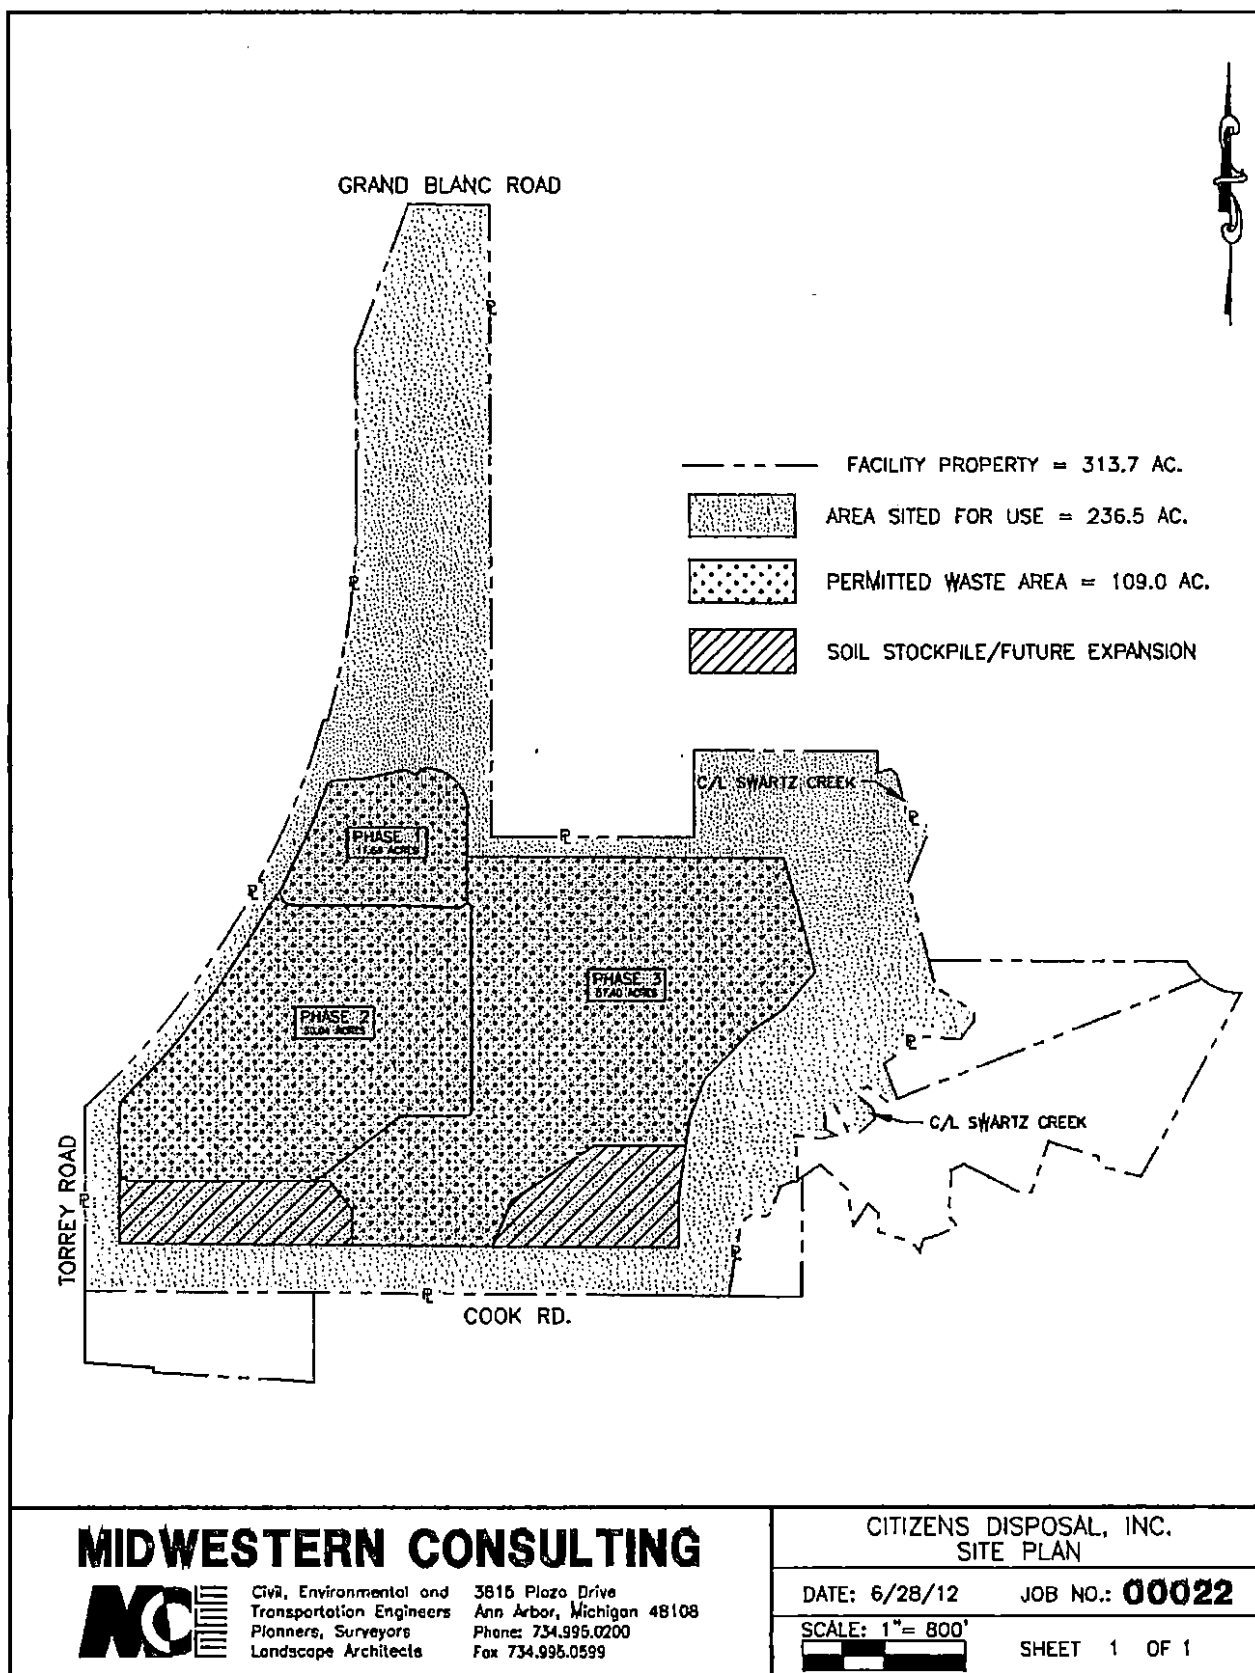 GRAND BLANC ROAD
FACILITY PROPERTY = 313.7 AC.
AREA SITED FOR USE = 236.5 AC.
PERMITTED WASTE AREA = 109.0 AC.
SOIL STOCKPILE/FUTURE EXPANSION
C/L SWARTZ CREEK
PHASE 1
ACRES
PHASE 3
ACRES
PHASE 2
ACRES
C/L SWARTZ CREEK
TORREY ROAD
COOK RD.
MIDWESTERN CONSULTING
Civil, Environmental and
Transportation Engineers
Planners, Surveyors
Landscape Architects
3815 Plaza Drive
Ann Arbor, Michigan 48108
Phone: 734.995.0200
Fax 734.995.0599
CITIZENS DISPOSAL, INC.
SITE PLAN
DATE: 6/28/12
JOB NO.: 00022
SCALE: 1"= 800'
SHEET 1 OF 1